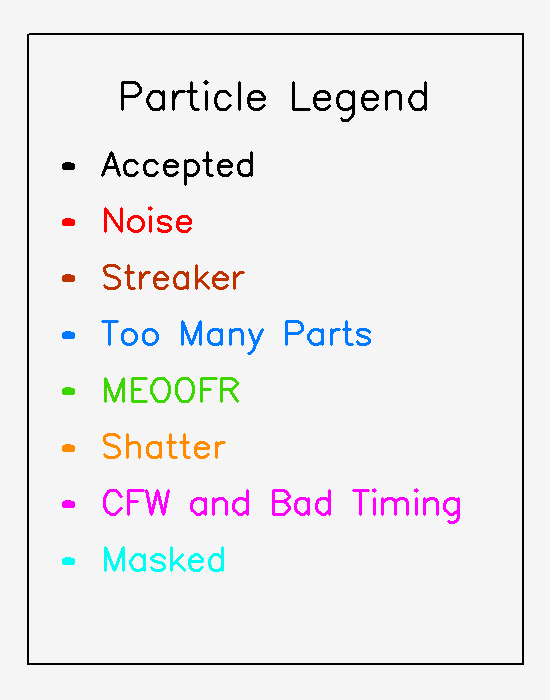 Particle Legend
Accepted
Noise
Streaker
Too Many Parts
MEOOFR
Shatter
CFW and Bad Timing
Masked